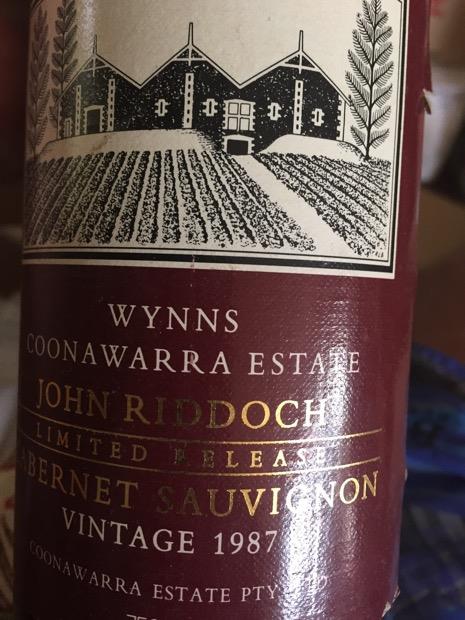 WYNNS
COONAWARRA ESTATE
JOHN RIDDOCH
LIMITED RELEASE
CABERNET SAUVIGNON
VINTAGE 1987
COONAWARRA ESTATE PTY